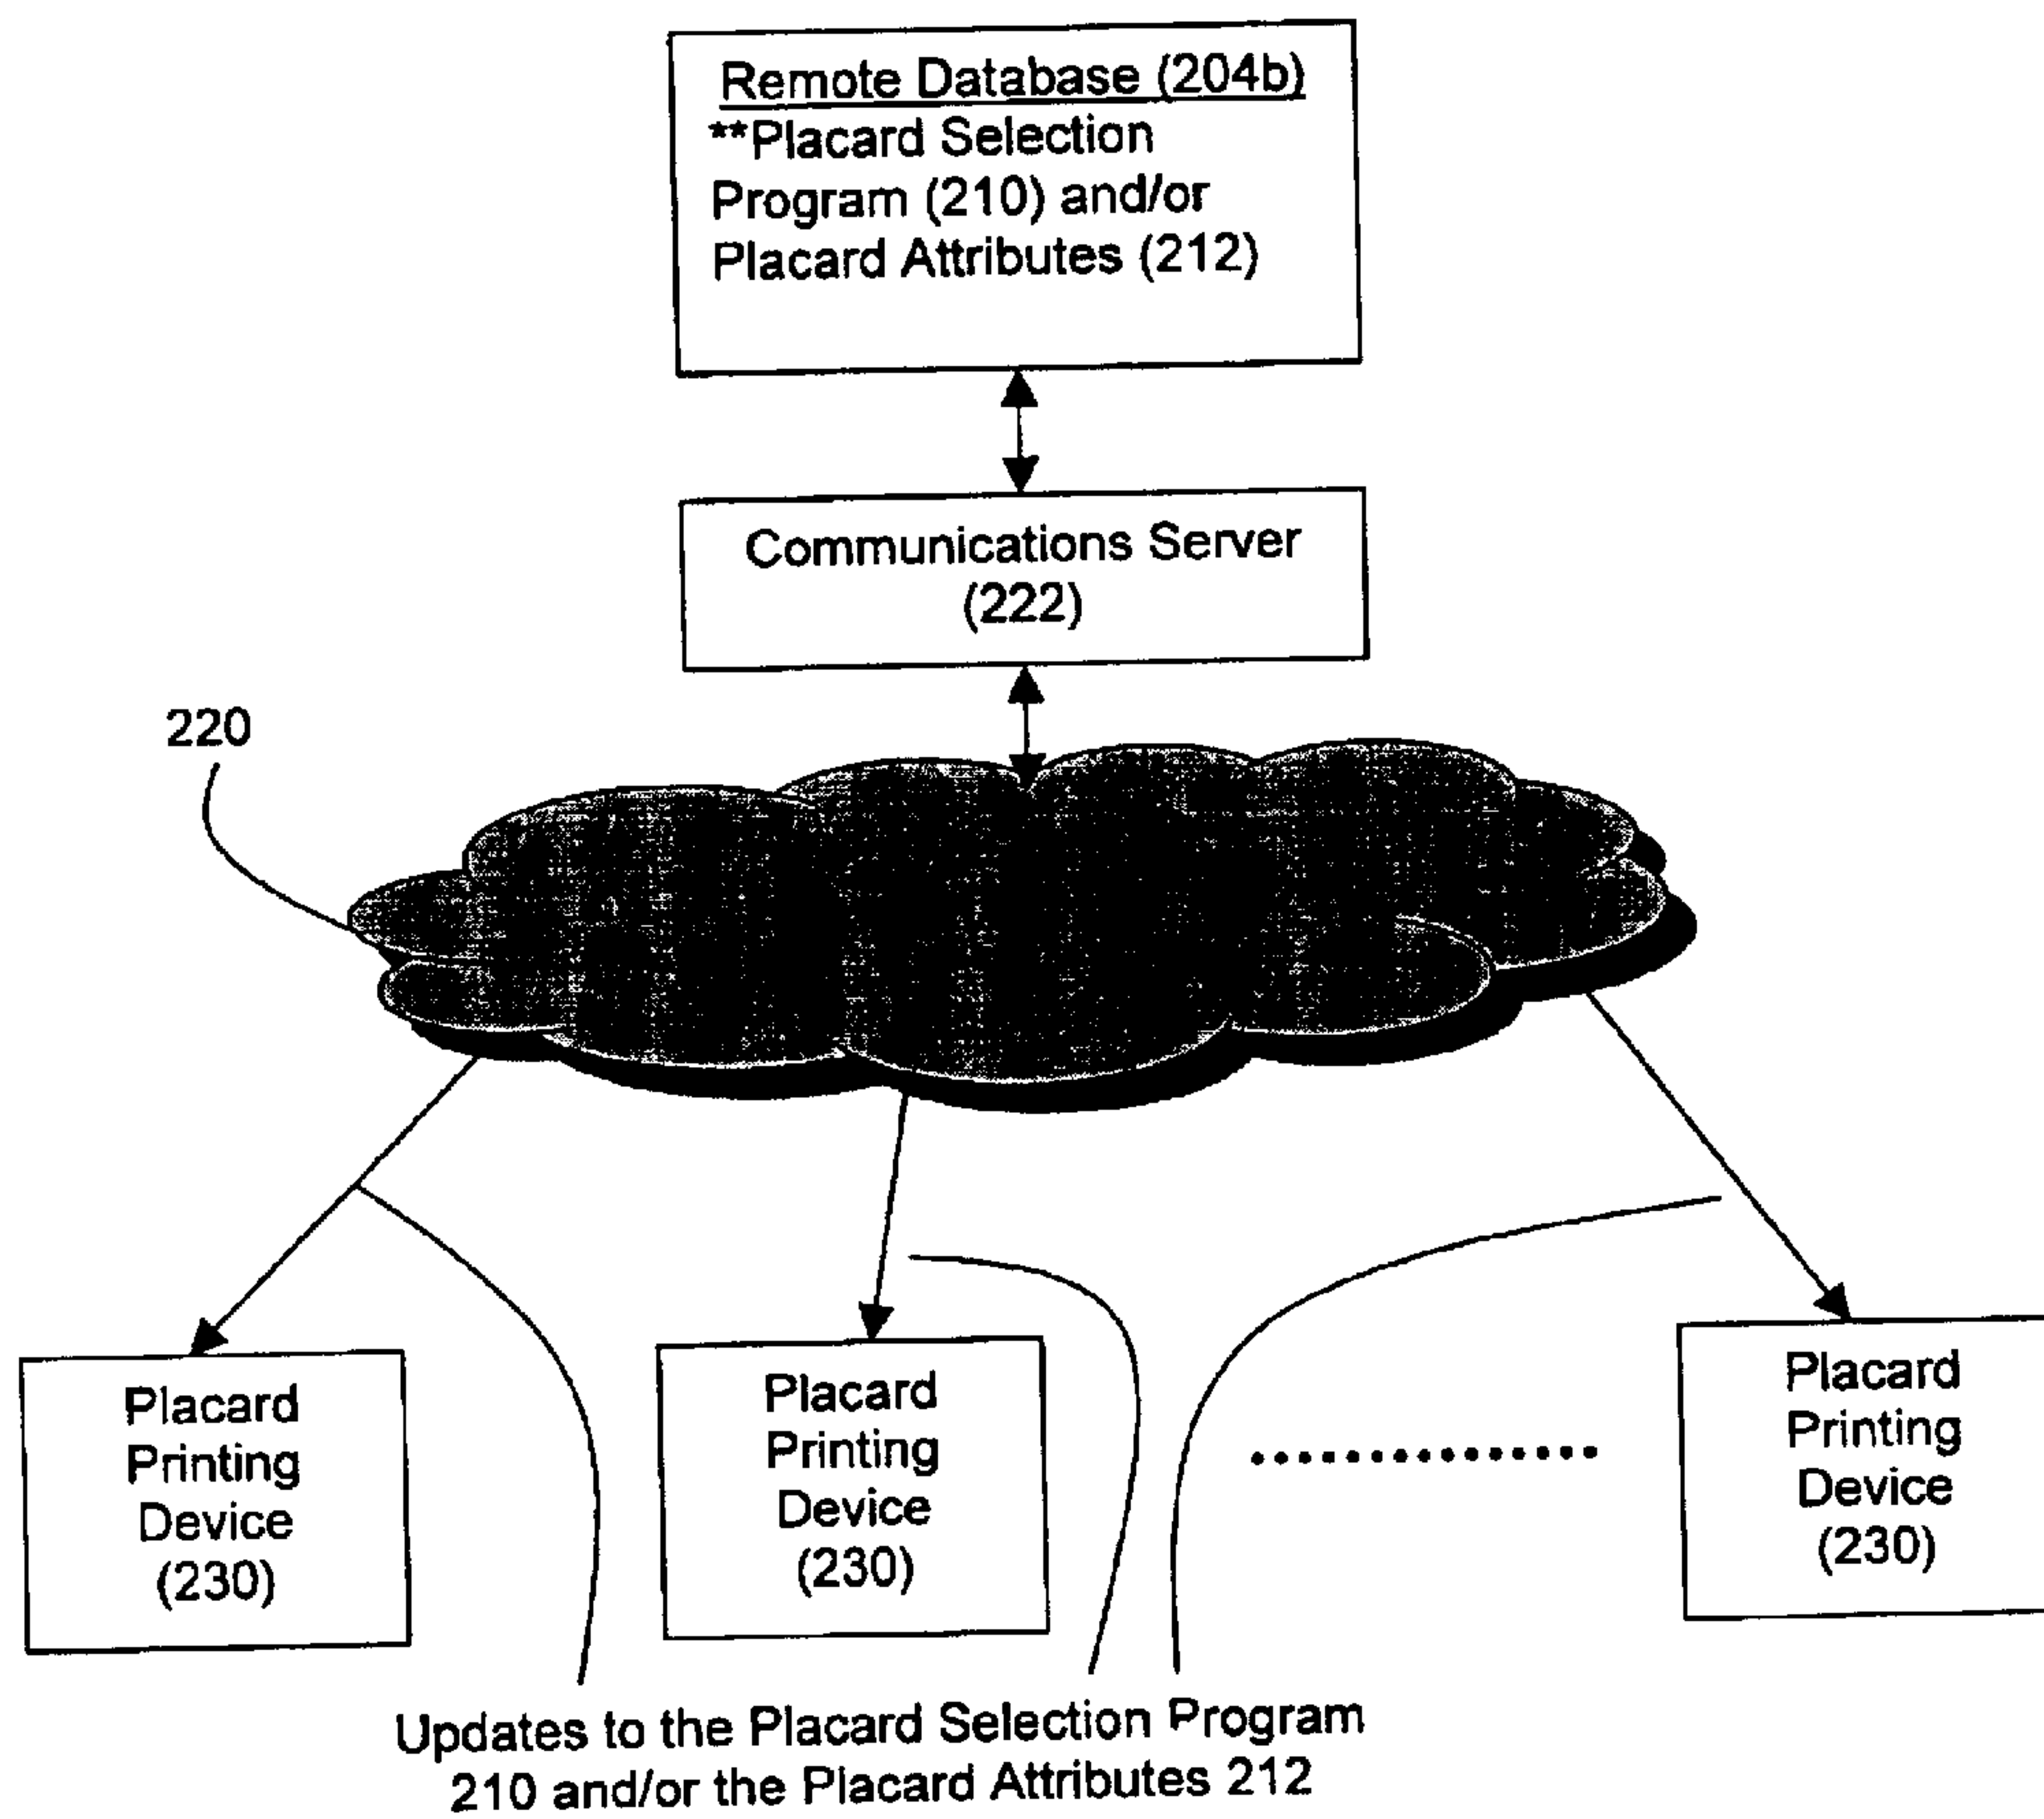 Remote Database (204b)
**Placard Selection
Program (210) and/or
Placard Attributes (212)
Communications Server
(222)
220
Placard
Printing
Device
(230)
Placard
Printing
Device
(230)
Placard
Printing
Device
(230)
Updates to the Placard Selection Program
210 and/or the Placard Attributes 212